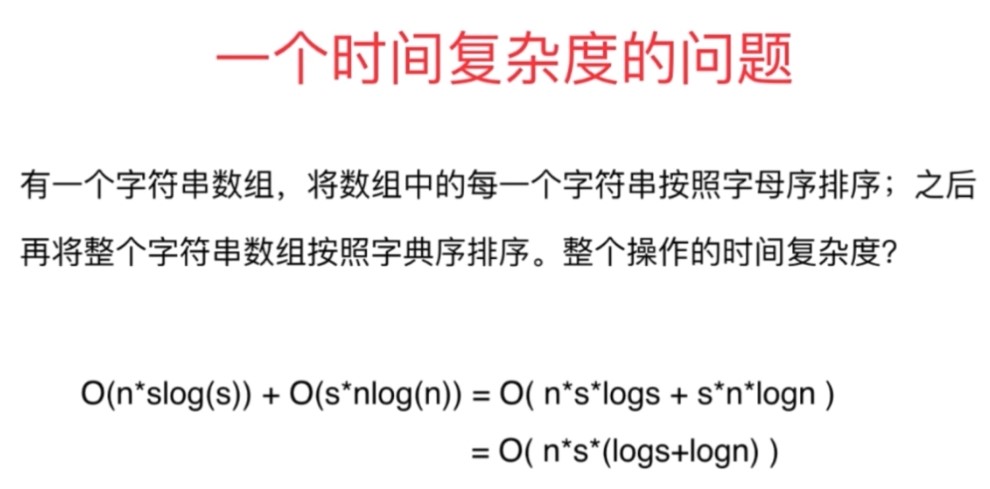 一个时间复杂度的问题
有一个字符串数组，将数组中的每一个字符串按照字母序排序；之后
再将整个字符串数组按照字典序排序。整个操作的时间复杂度？
O(n*slog(s)) + O(s*nlog(n)) = O( n*s*logs + s*n*logn )
= O( n*s*(logs+logn) )